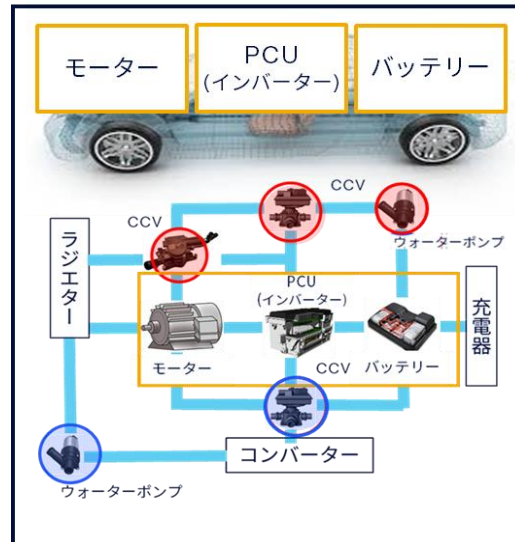 モーター
PCU
(インバーター)
バッテリー
CCV
CCV
ウォーターポンプ
ラジエター
PCU
(インバーター)
充電器
モーター
CCV
バッテリー
コンバーター
ウォーターポンプ